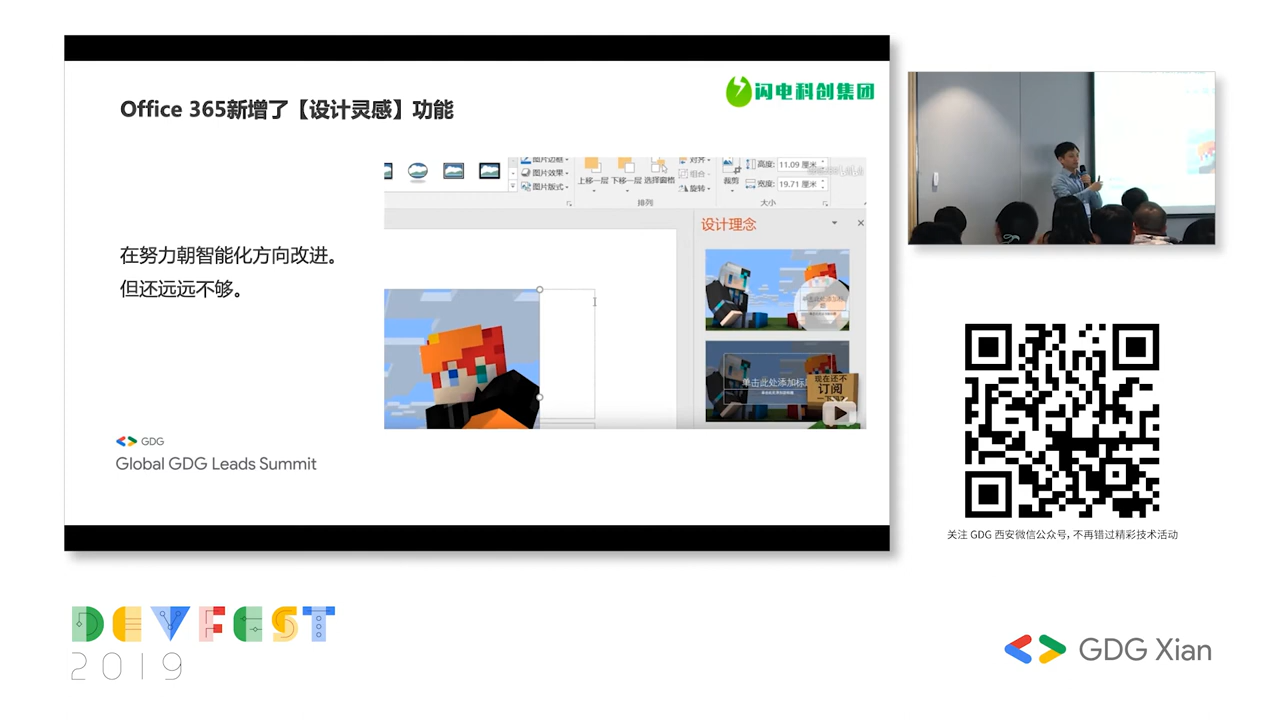 Office 365新增了【设计灵感】功能
闪电科创集团
在努力朝智能化方向改进。
但还远远不够。
图片边框
图片效果
图片版式
上移一层 下移一层 选择窗格
对齐
组合
旋转
排列
裁剪
高度: 11.09 厘米
宽度: 19.71 厘米
大小
设计理念
单击此处添加标题
现在还不
订阅
GDG
Global GDG Leads Summit
关注 GDG 西安微信公众号, 不再错过精彩技术活动
DEVFEST
2019
GDG Xian